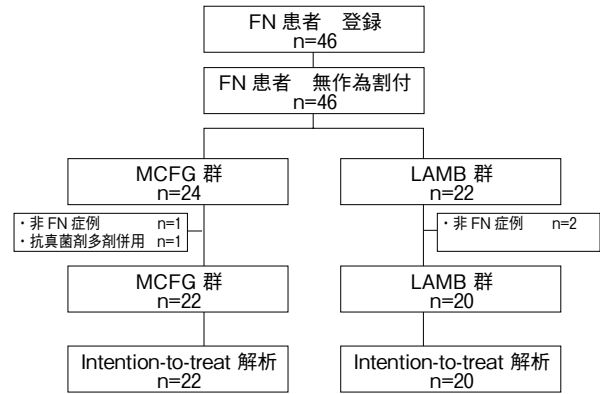 FN 患者　登録
n=46
FN 患者　無作為割付
n=46
MCFG 群
n=24
LAMB 群
n=22
・非 FN 症例　n=1
・抗真菌剤多剤併用　n=1
・非 FN 症例　n=2
MCFG 群
n=22
LAMB 群
n=20
Intention-to-treat 解析
n=22
Intention-to-treat 解析
n=20